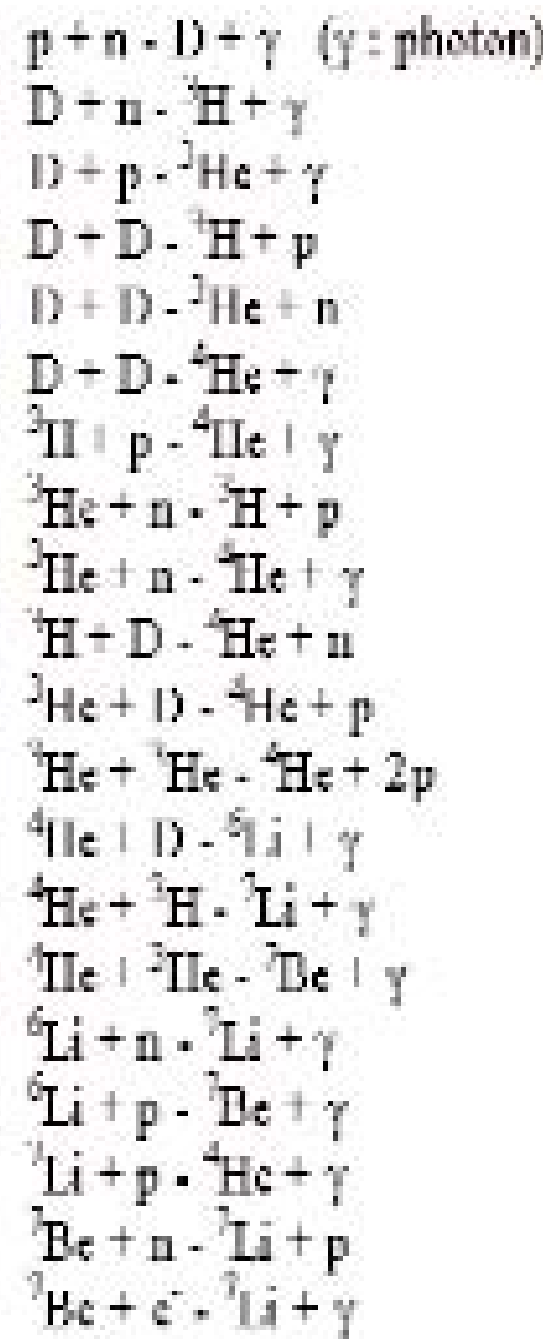 p + n - D + γ (γ : photon)
D + n - ³H + γ
D + p - ³He + γ
D + D - ³H + p
D + D - ³He + n
D + D - ⁴He + γ
³H + p - ⁴He + γ
³He + n - ³H + p
³He + n - ⁴He + γ
³H + D - ⁴He + n
³He + D - ⁴He + p
³He + ³He - ⁴He + 2p
⁴He + D - ⁶Li + γ
⁴He + ³H - ⁷Li + γ
⁴He + ³He - ⁷Be + γ
⁶Li + n - ⁷Li + γ
⁶Li + p - ⁷Be + γ
⁷Li + p - ⁴He + γ
⁷Be + n - ⁷Li + p
⁷Be + e⁻ - ⁷Li + γ